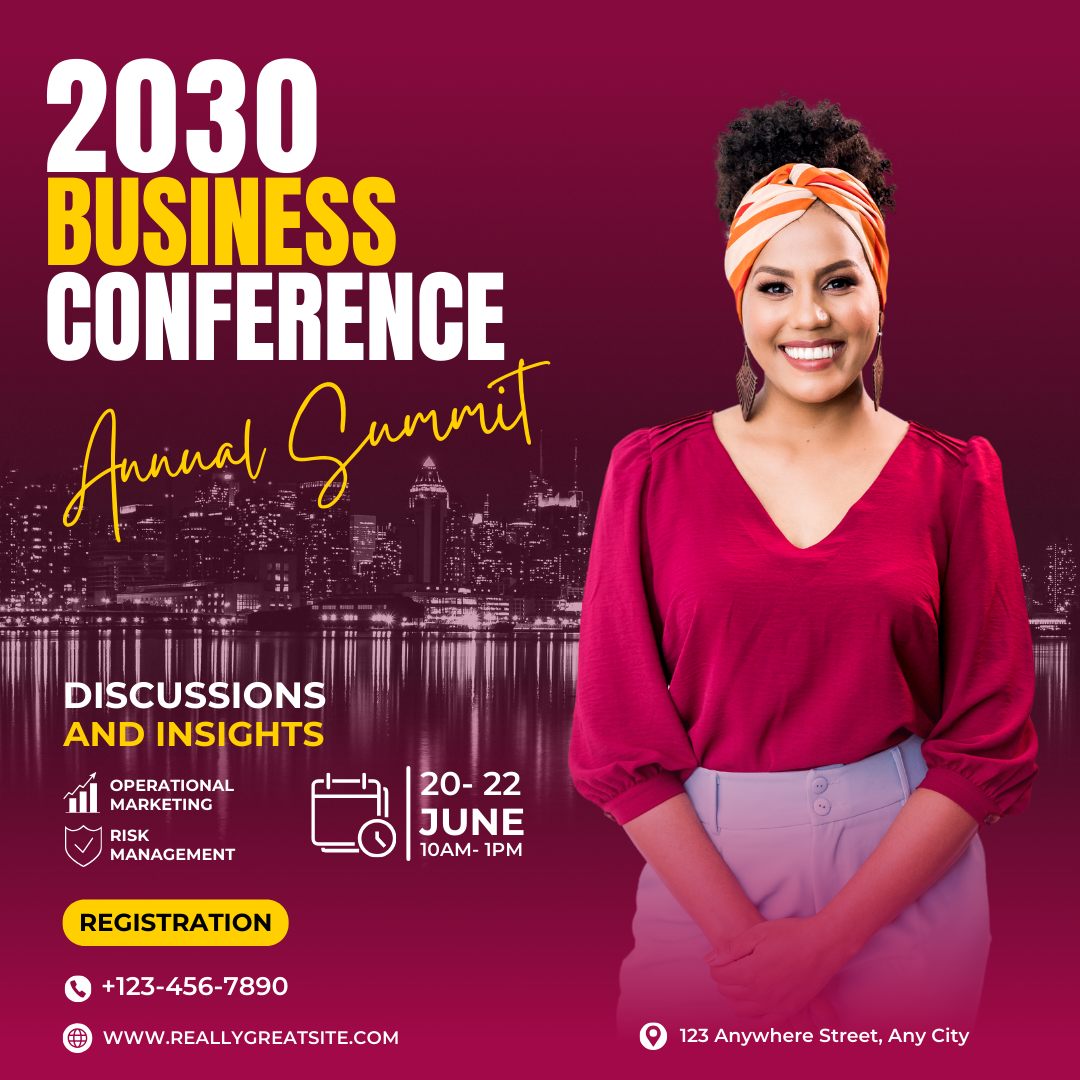 2030
BUSINESS
CONFERENCE
Annual Summit
DISCUSSIONS
AND INSIGHTS
OPERATIONAL
MARKETING
RISK
MANAGEMENT
20- 22
JUNE
10AM- 1PM
REGISTRATION
+123-456-7890
WWW.REALLYGREATSITE.COM
123 Anywhere Street, Any City